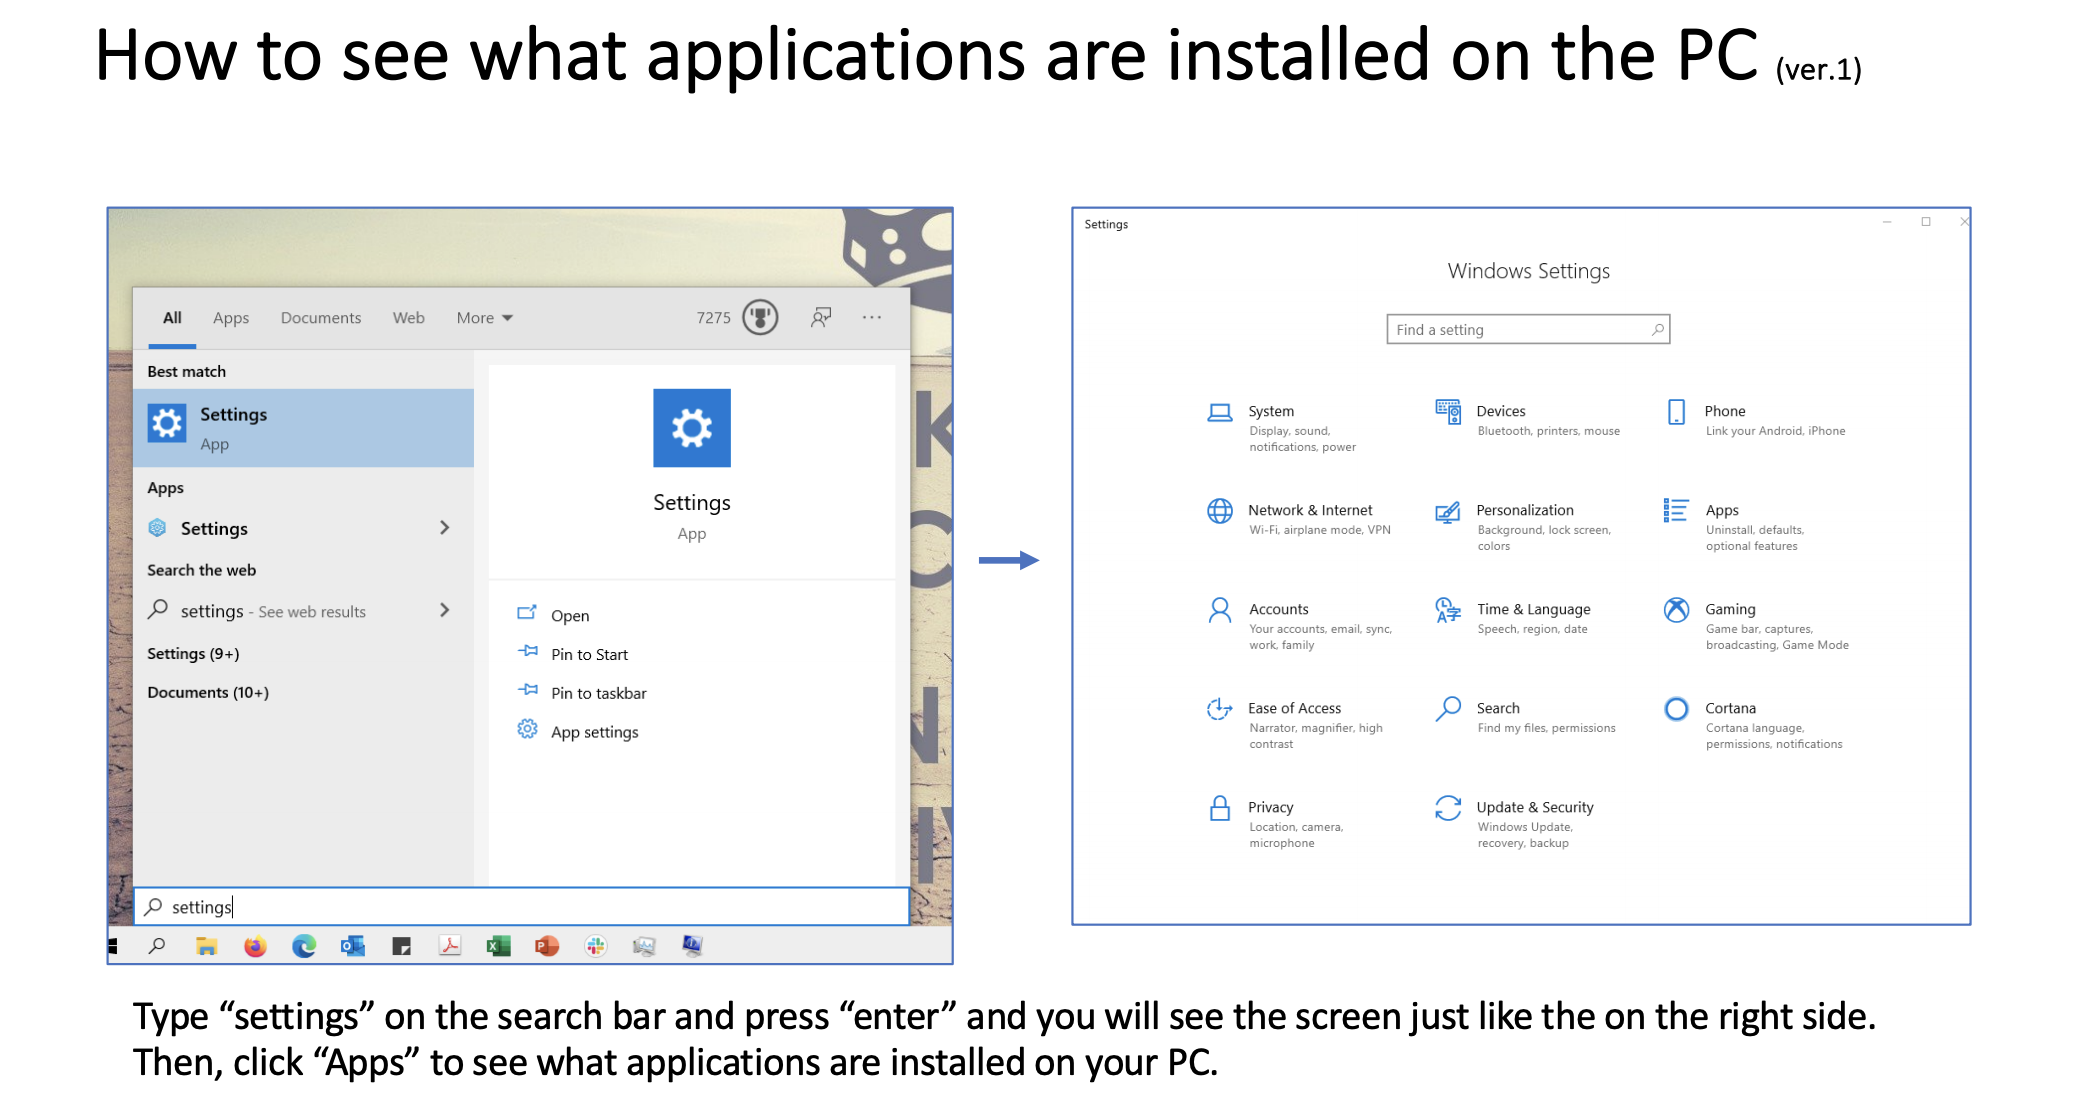 How to see what applications are installed on the PC (ver.1)
All Apps Documents Web More 7275 ...
Best match
Settings
App
Apps
Settings
Search the web
settings - See web results
Settings (9+)
Documents (10+)
Settings
App
Open
Pin to Start
Pin to taskbar
App settings
settings
Settings
Windows Settings
Find a setting
System
Display, sound,
notifications, power
Devices
Bluetooth, printers, mouse
Phone
Link your Android, iPhone
Network & Internet
Wi-Fi, airplane mode, VPN
Personalization
Background, lock screen,
colors
Apps
Uninstall, defaults,
optional features
Accounts
Your accounts, email, sync,
work, family
Time & Language
Speech, region, date
Gaming
Game bar, captures,
broadcasting, Game Mode
Ease of Access
Narrator, magnifier, high
contrast
Search
Find my files, permissions
Cortana
Cortana language,
permissions, notifications
Privacy
Location, camera,
microphone
Update & Security
Windows Update,
recovery, backup
Type “settings” on the search bar and press “enter” and you will see the screen just like the on the right side.
Then, click “Apps” to see what applications are installed on your PC.